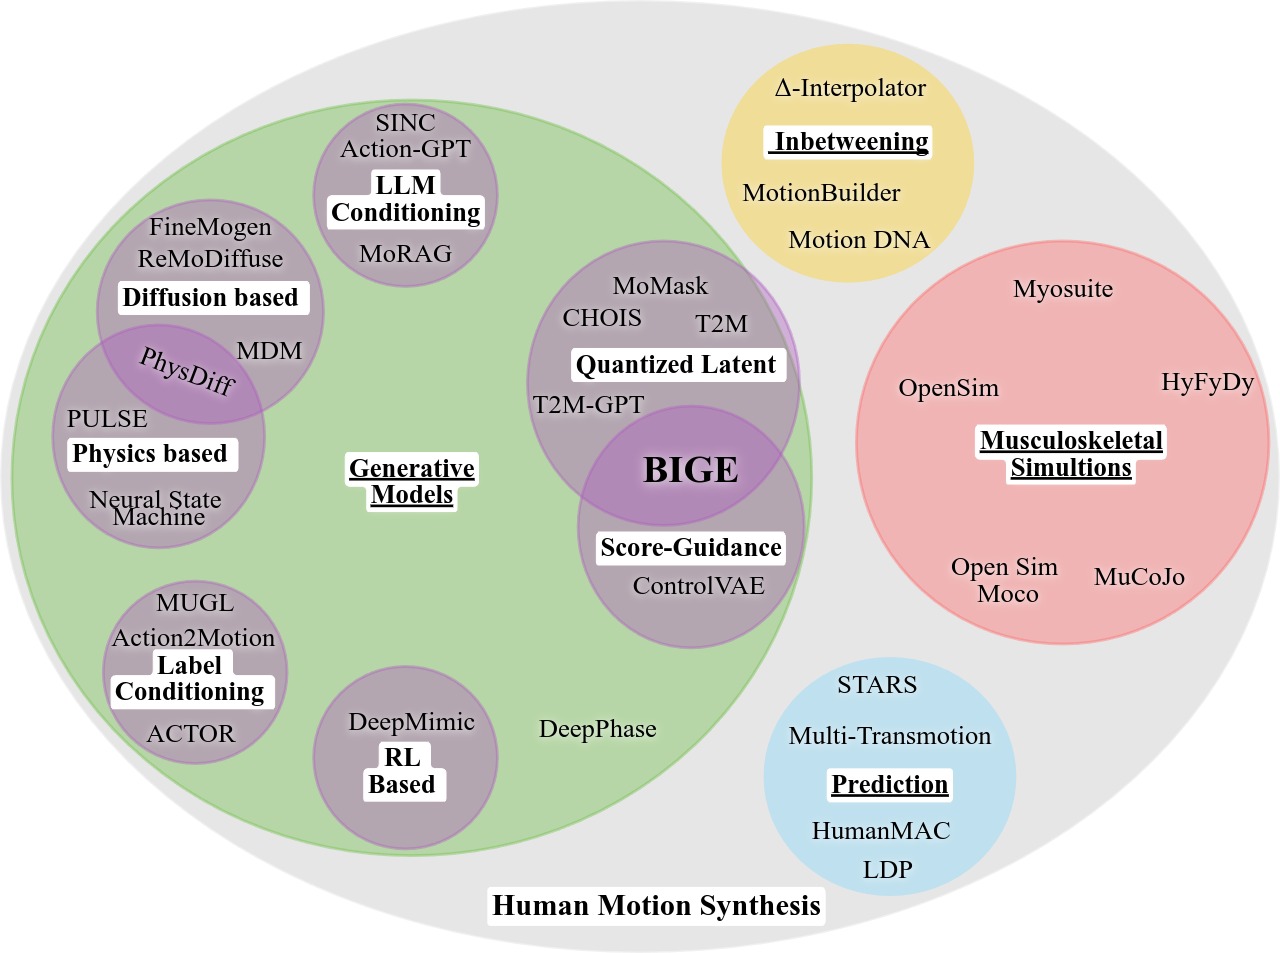 SINC
Action-GPT
LLM
Conditioning
MoRAG
FineMogen
ReMoDiffuse
Diffusion based
MDM
PhysDiff
PULSE
Physics based
Neural State
Machine
Generative
Models
MoMask
CHOIS
T2M
Quantized Latent
T2M-GPT
BIGE
Score-Guidance
ControlVAE
MUGL
Action2Motion
Label
Conditioning
ACTOR
DeepMimic
RL
Based
DeepPhase
Δ-Interpolator
Inbetweening
MotionBuilder
Motion DNA
Myosuite
OpenSim
HyFyDy
Musculoskeletal
Simultions
Open Sim
Moco
MuCoJo
STARS
Multi-Transmotion
Prediction
HumanMAC
LDP
Human Motion Synthesis